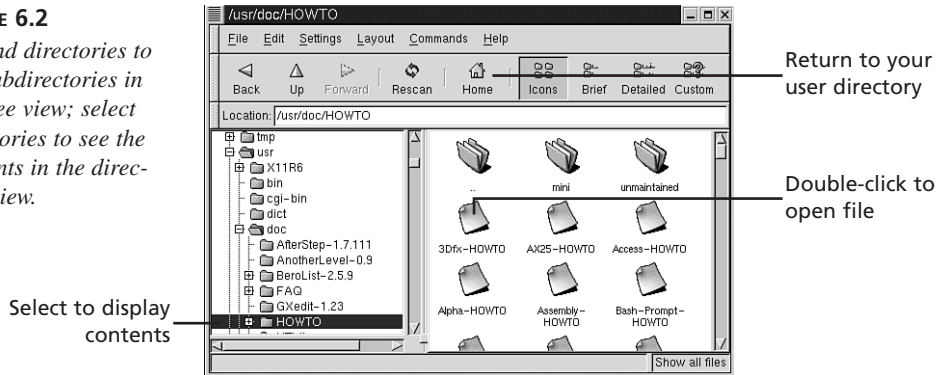 E 6.2
nd directories to
ubdirectories in
ee view; select
ories to see the
nts in the direc-
iew.
Select to display
contents
/usr/doc/HOWTO
File Edit Settings Layout Commands Help
Back Up Forward Rescan Home Icons Brief Detailed Custom
Location: /usr/doc/HOWTO
tmp
usr
X11R6
bin
cgi-bin
dict
doc
AfterStep-1.7.111
AnotherLevel-0.9
BeroList-2.5.9
FAQ
GXedit-1.23
HOWTO
.. mini unmaintained
3Dfx-HOWTO AX25-HOWTO Access-HOWTO
Alpha-HOWTO Assembly-HOWTO Bash-Prompt-HOWTO
Show all files
Return to your
user directory
Double-click to
open file